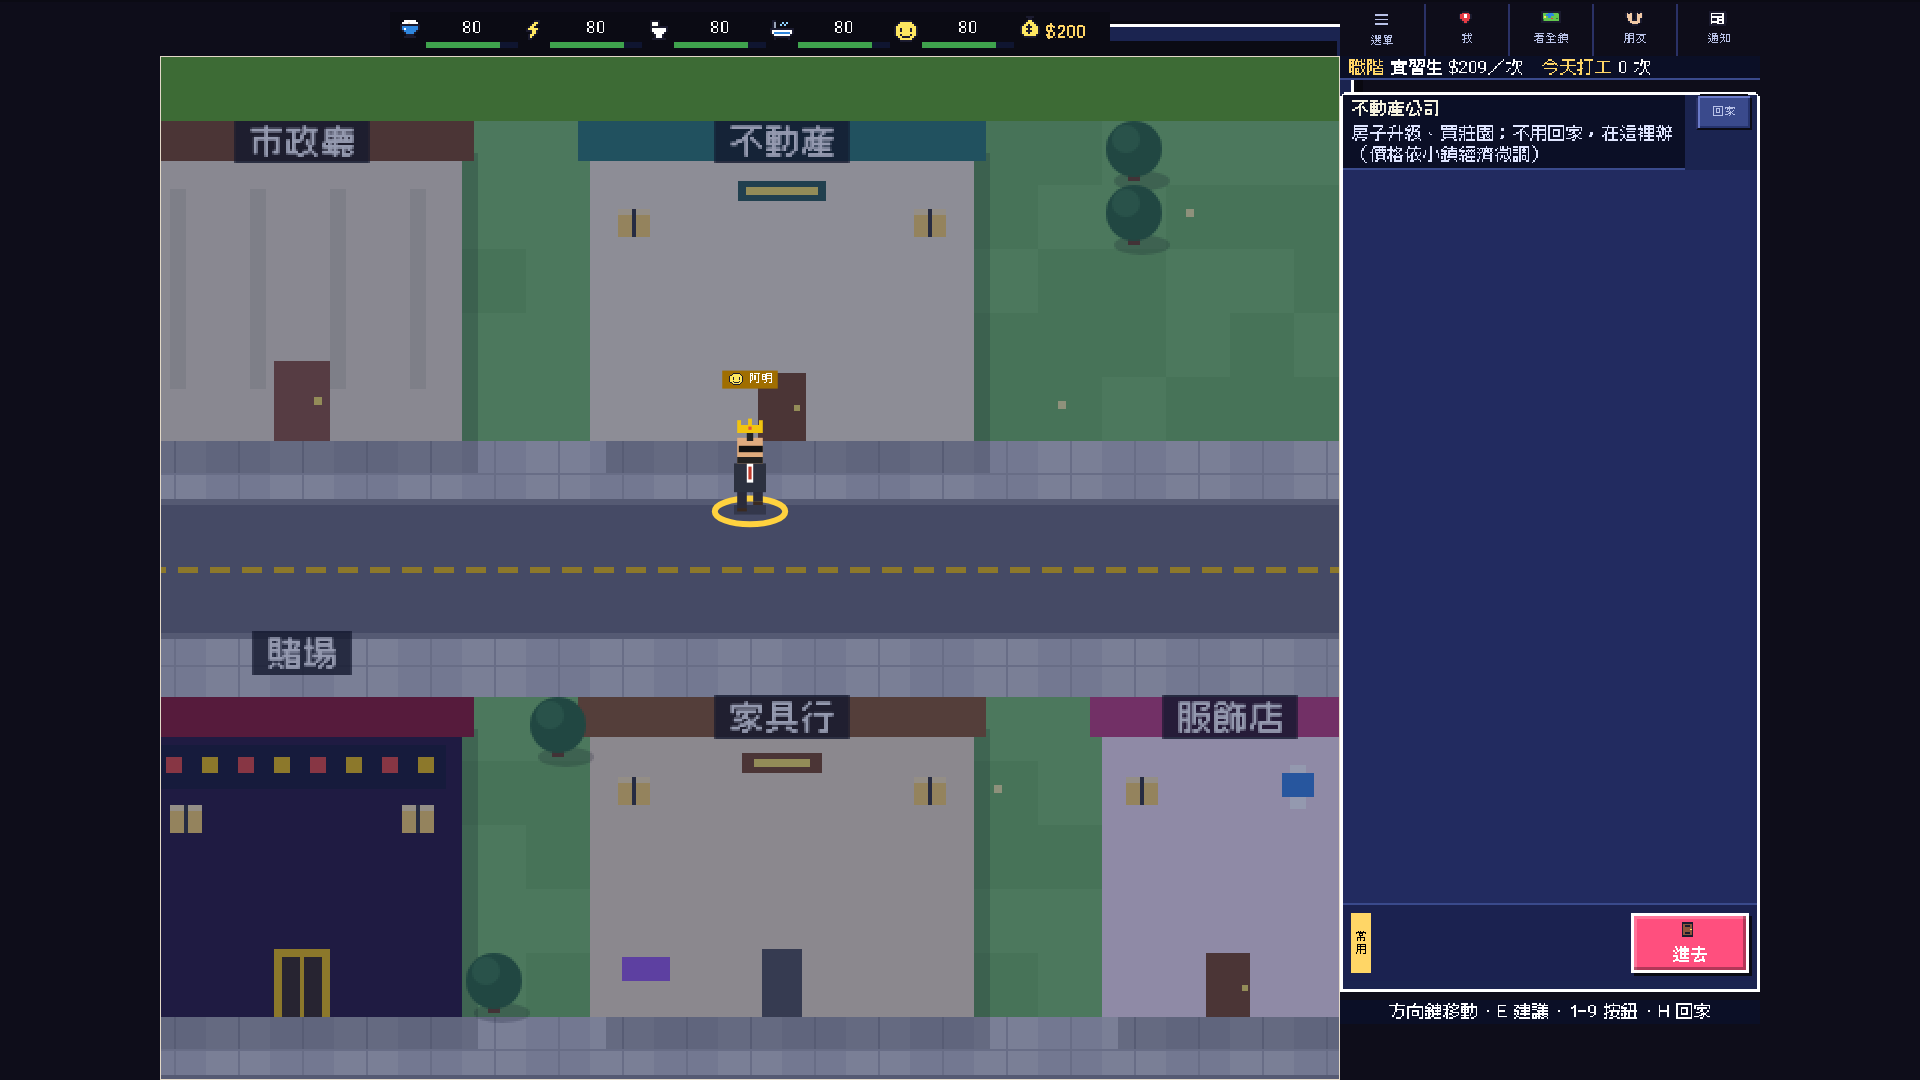 80 80 80 80 80 $200
選單 我 看全鎮 朋友 通知
職階 實習生 $209/次 今天打工 0 次
不動產公司
回家
房子升級、買莊園；不用回家，在這裡辦
（價格依小鎮經濟微調）
市政廳
不動産
阿明
賭場
家具行
服飾店
常用
進去
方向鍵移動 · E 建議 · 1-9 按鈕 · H 回家